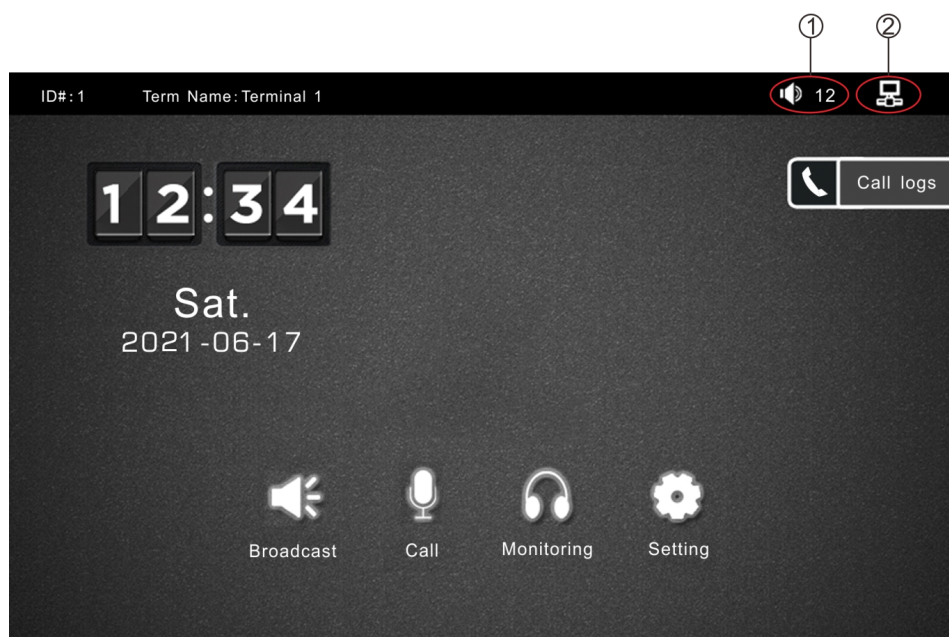 ① ②
ID#:1 Term Name:Terminal 1 12
12:34
Call logs
Sat.
2021-06-17
Broadcast Call Monitoring Setting